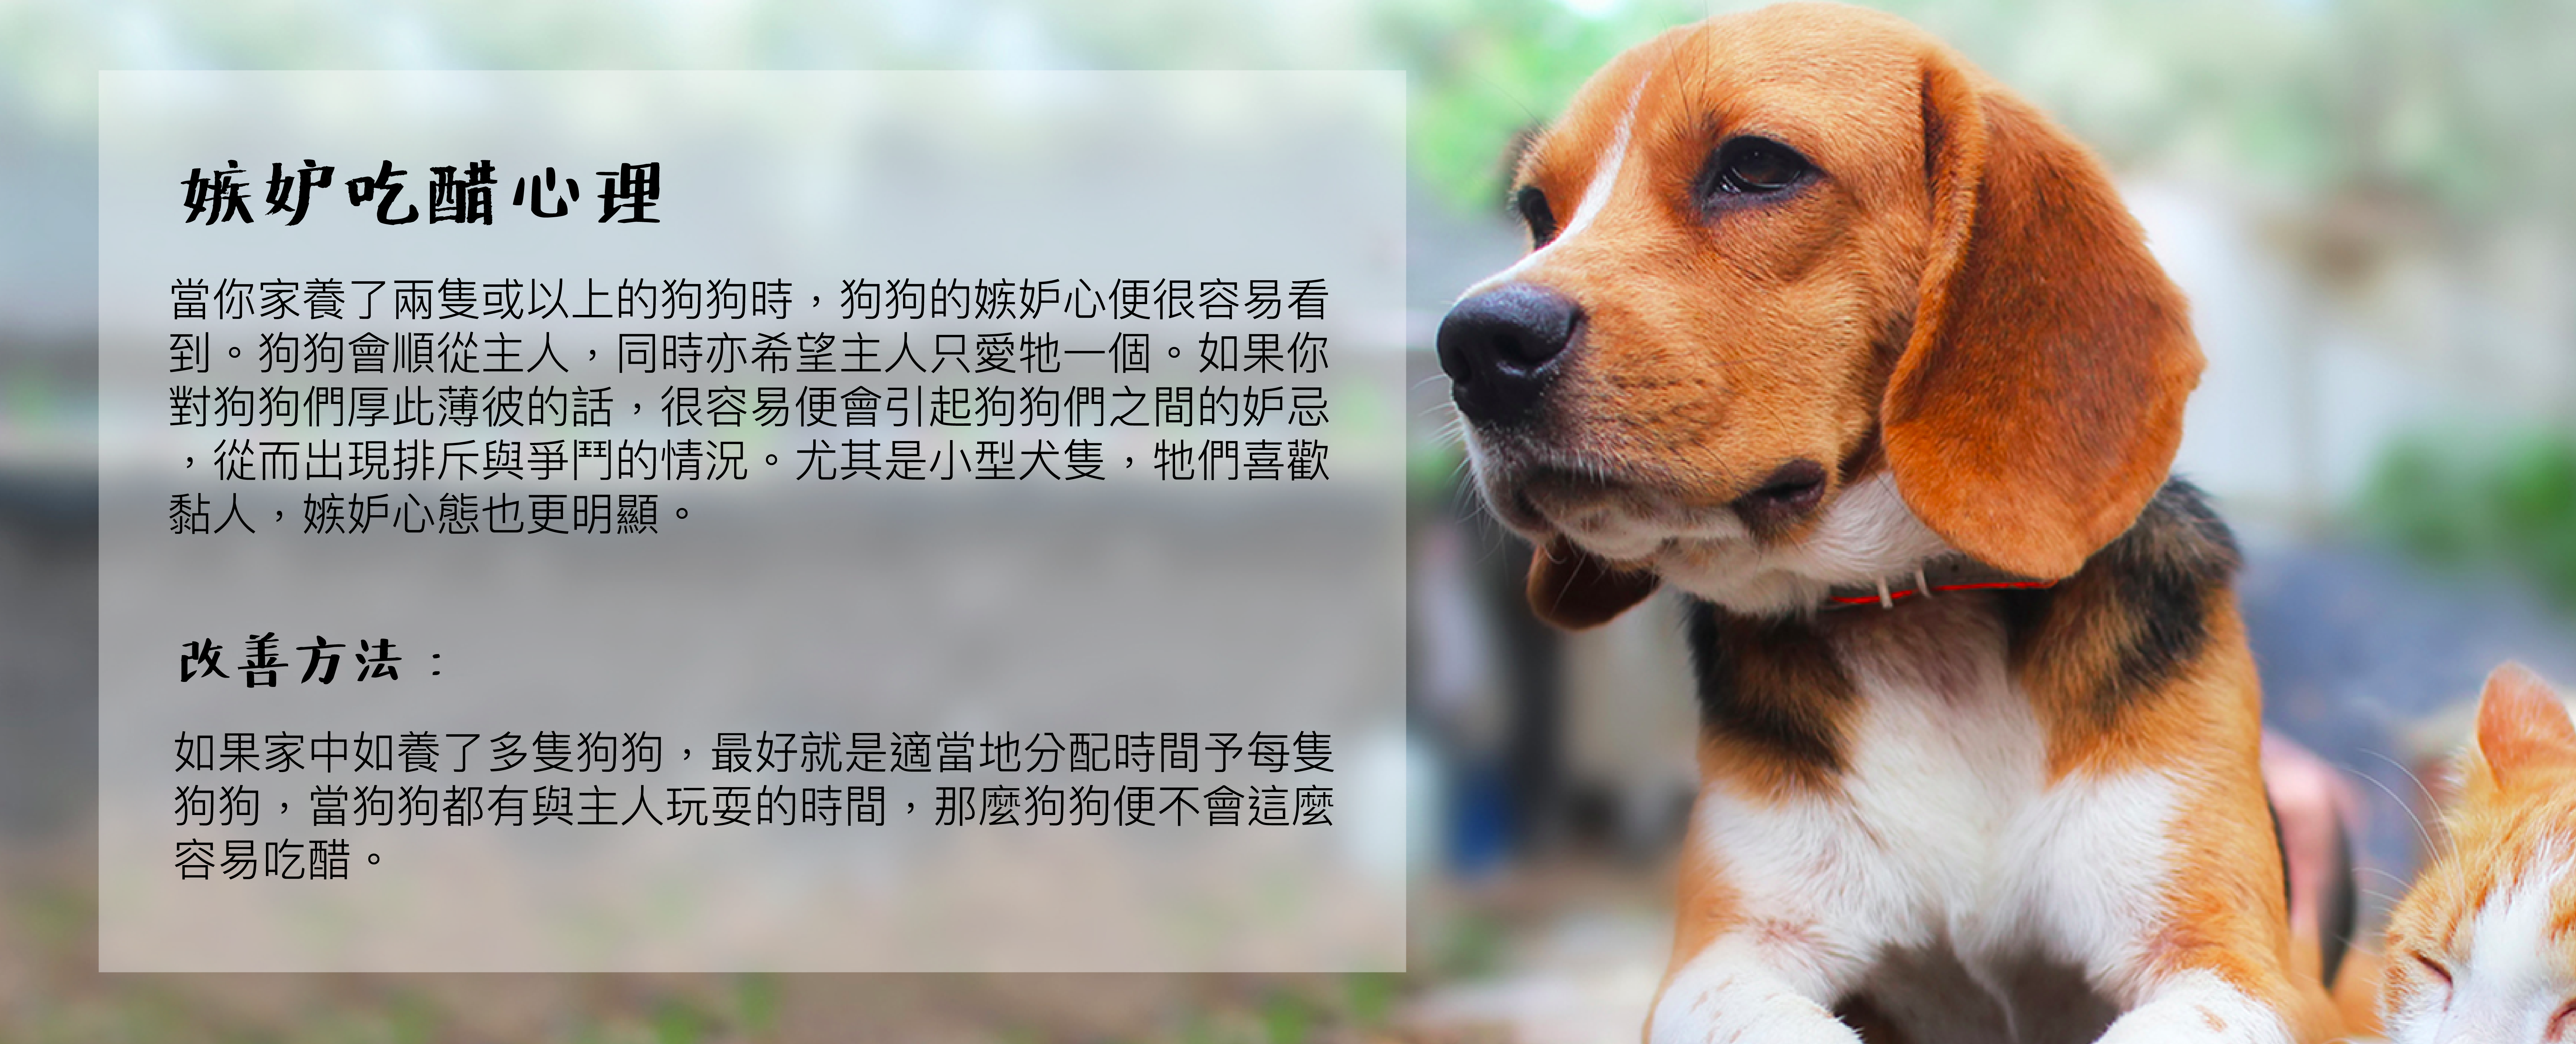 嫉妒吃醋心理
當你家養了兩隻或以上的狗狗時，狗狗的嫉妒心便很容易看
到。狗狗會順從主人，同時亦希望主人只愛牠一個。如果你
對狗狗們厚此薄彼的話，很容易便會引起狗狗們之間的妒忌
，從而出現排斥與爭鬥的情況。尤其是小型犬隻，牠們喜歡
黏人，嫉妒心態也更明顯。
改善方法：
如果家中如養了多隻狗狗，最好就是適當地分配時間予每隻
狗狗，當狗狗都有與主人玩耍的時間，那麼狗狗便不會這麼
容易吃醋。